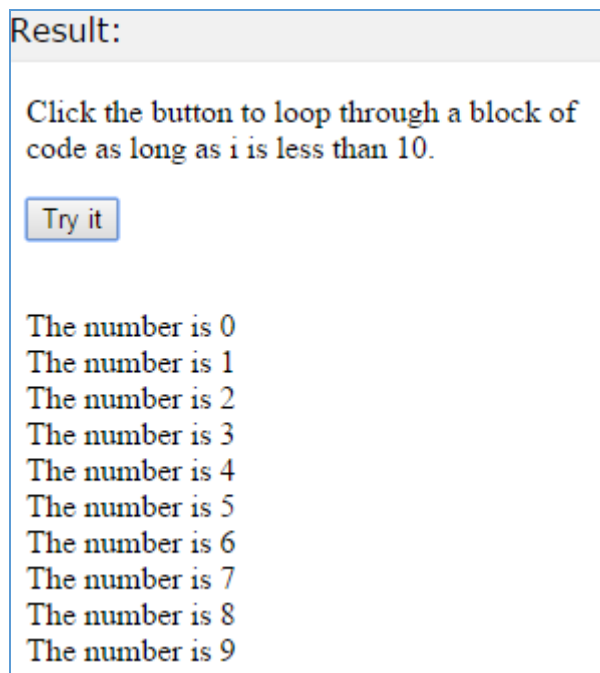 Result:
Click the button to loop through a block of
code as long as i is less than 10.
Try it
The number is 0
The number is 1
The number is 2
The number is 3
The number is 4
The number is 5
The number is 6
The number is 7
The number is 8
The number is 9